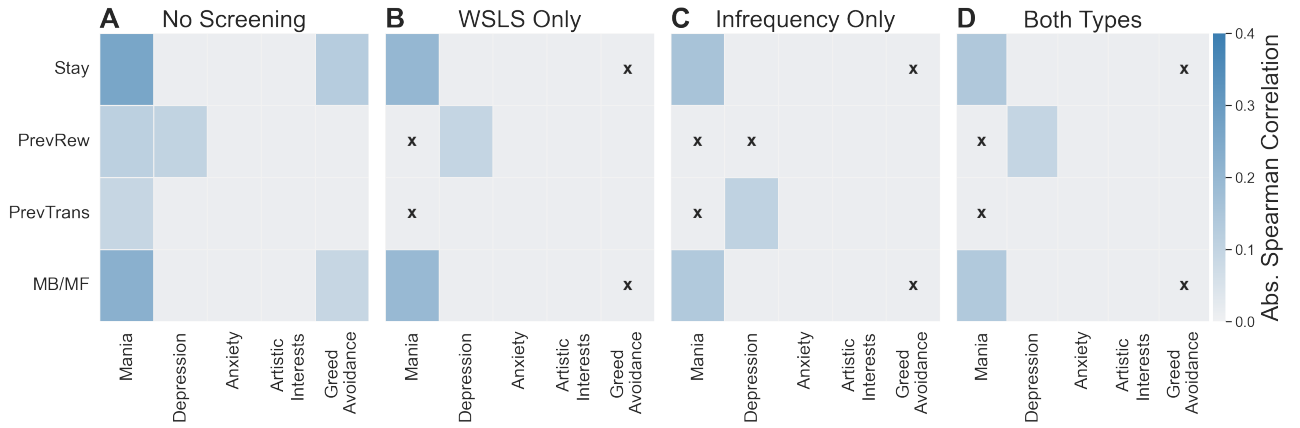 A No Screening
B WSLS Only
C Infrequency Only
D Both Types
Stay
PrevRew
PrevTrans
MB/MF
x x x
x x x x
x x x
x x x
Mania
Depression
Anxiety
Artistic
Interests
Greed
Avoidance
Mania
Depression
Anxiety
Artistic
Interests
Greed
Avoidance
Mania
Depression
Anxiety
Artistic
Interests
Greed
Avoidance
Mania
Depression
Anxiety
Artistic
Interests
Greed
Avoidance
0.4
0.3
0.2
0.1
0.0
Abs. Spearman Correlation